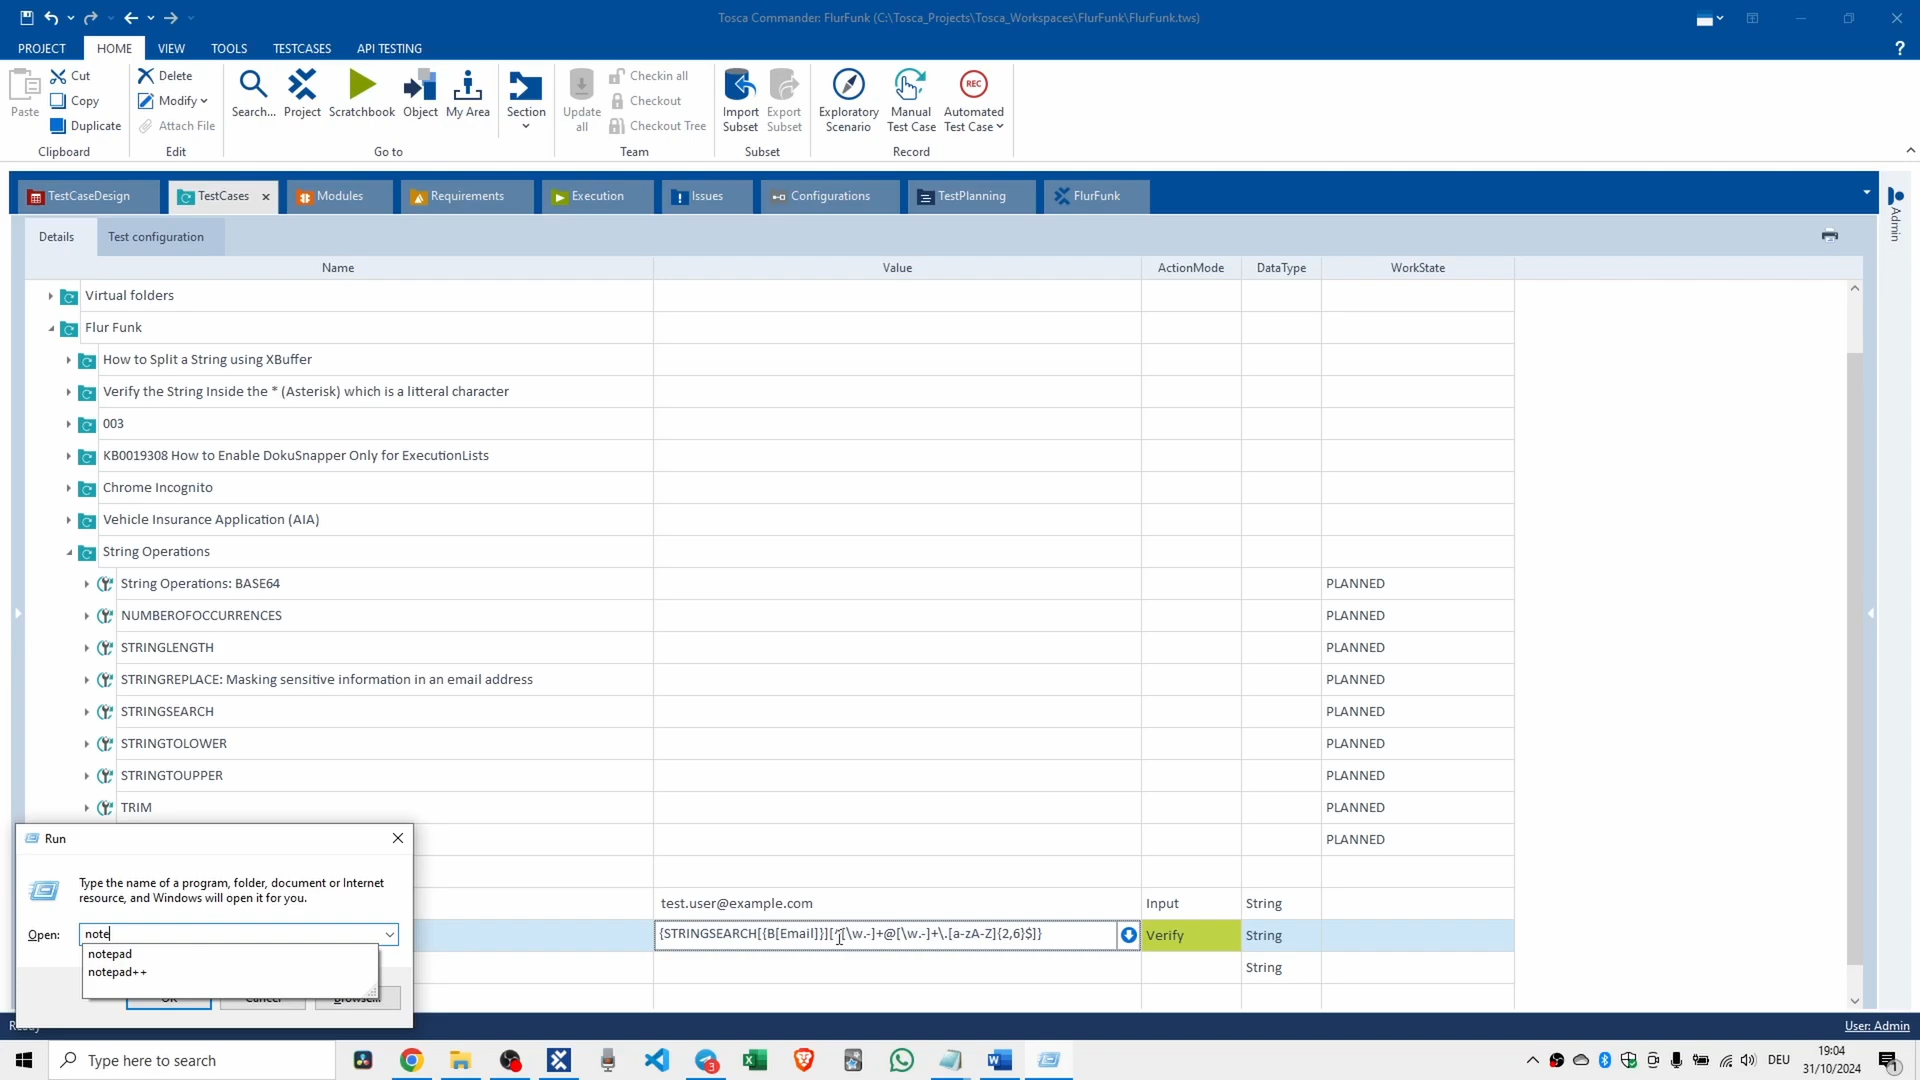 Tosca Commander: FlurFunk (C:\Tosca_Projects\Tosca_Workspaces\FlurFunk\FlurFunk.tws)
PROJECT HOME VIEW TOOLS TESTCASES API TESTING
Paste
Cut
Copy
Duplicate
Clipboard
Delete
Modify
Attach File
Edit
Search...
Project
Scratchbook
Object
My Area
Go to
Section
Update all
Checkin all
Checkout
Checkout Tree
Team
Import Subset
Export Subset
Subset
Exploratory Scenario
Manual Test Case
REC
Automated Test Case
Record
TestCaseDesign TestCases Modules Requirements Execution Issues Configurations TestPlanning FlurFunk
Admin
Details Test configuration
Name Value ActionMode DataType WorkState
Virtual folders
Flur Funk
How to Split a String using XBuffer
Verify the String Inside the * (Asterisk) which is a litteral character
003
KB0019308 How to Enable DokuSnapper Only for ExecutionLists
Chrome Incognito
Vehicle Insurance Application (AIA)
String Operations
String Operations: BASE64 PLANNED
NUMBEROFOCCURRENCES PLANNED
STRINGLENGTH PLANNED
STRINGREPLACE: Masking sensitive information in an email address PLANNED
STRINGSEARCH PLANNED
STRINGTOLOWER PLANNED
STRINGTOUPPER PLANNED
TRIM PLANNED
PLANNED
test.user@example.com Input String
{STRINGSEARCH[{B[Email]}][^[\w.-]+@[\w.-]+\.[a-zA-Z]{2,6}$]} Verify String
String
Run
Type the name of a program, folder, document or Internet
resource, and Windows will open it for you.
Open: note
notepad
notepad++
OK Cancel Browse...
User: Admin
Type here to search
3
DEU
19:04
31/10/2024
1